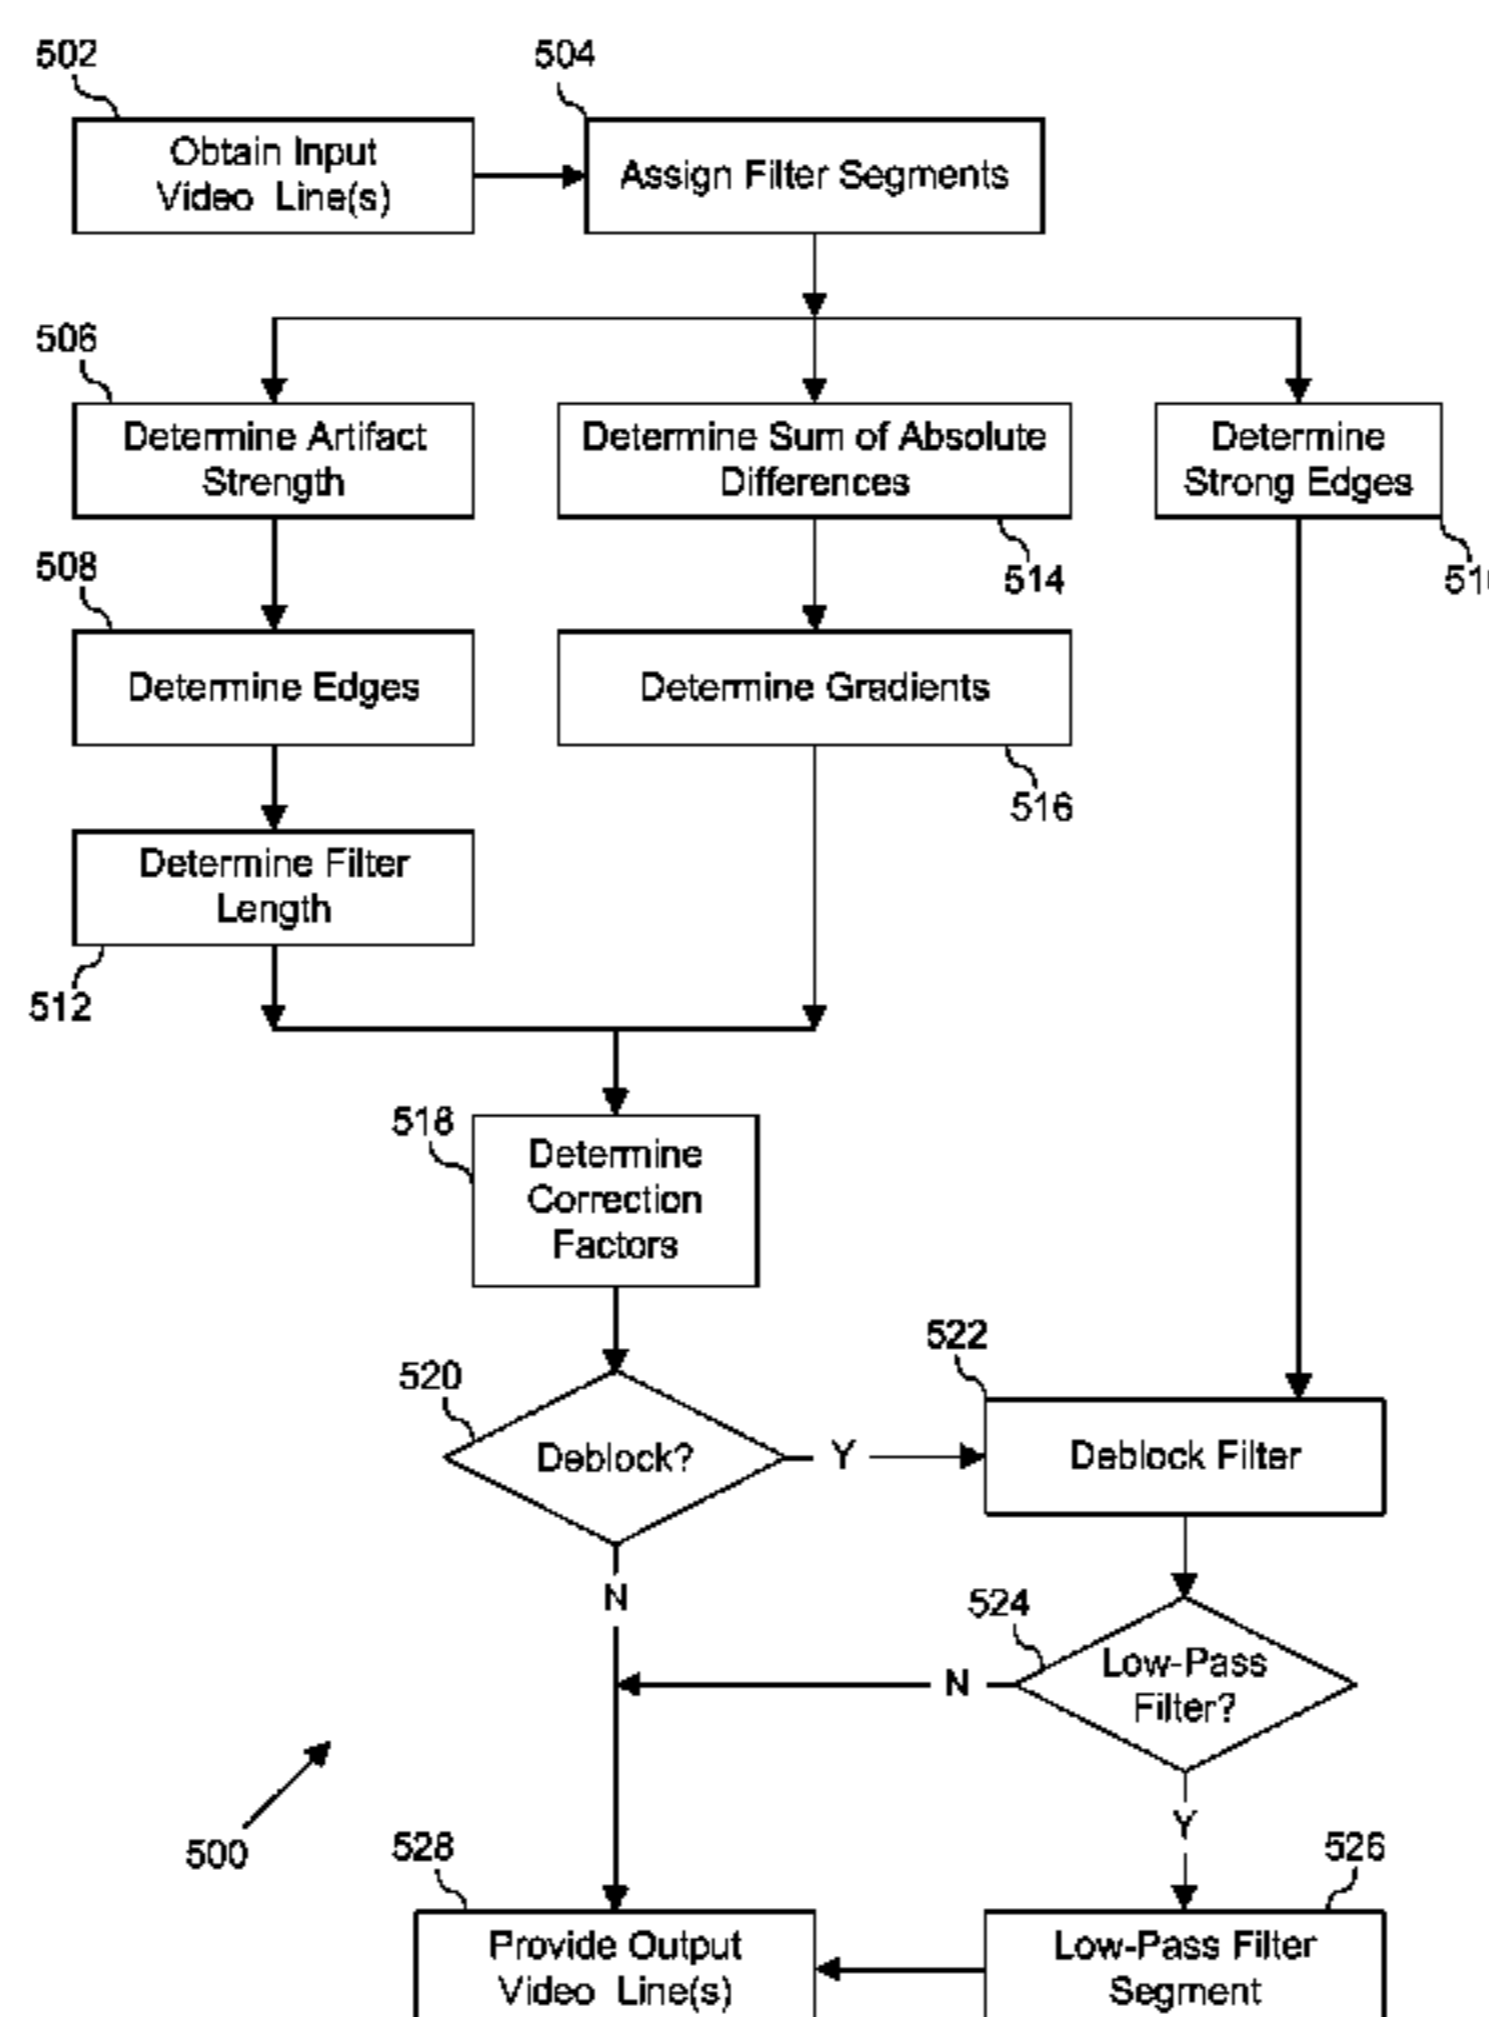 502
504
Obtain Input
Video Line(s)
Assign Filter Segments
506
Determine Artifact
Strength
Determine Sum of Absolute
Differences
Determine
Strong Edges
508
514
Determine Edges
Determine Gradients
516
Determine Filter
Length
512
518
Determine
Correction
Factors
522
520
Deblock?
Y
Deblock Filter
N
524
Low-Pass
Filter?
N
Y
500
528
526
Provide Output
Video Line(s)
Low-Pass Filter
Segment